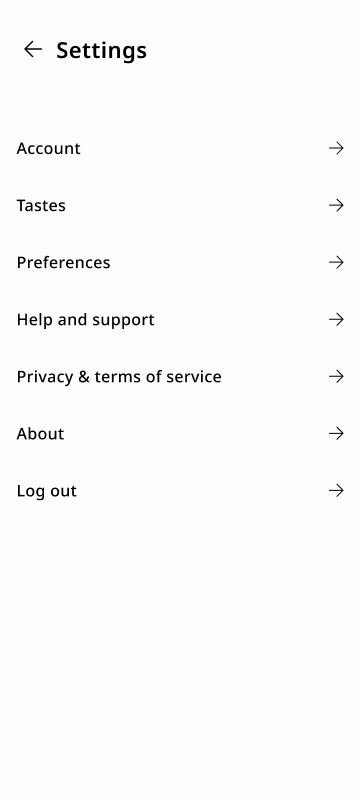 Settings
Account
Tastes
Preferences
Help and support
Privacy & terms of service
About
Log out